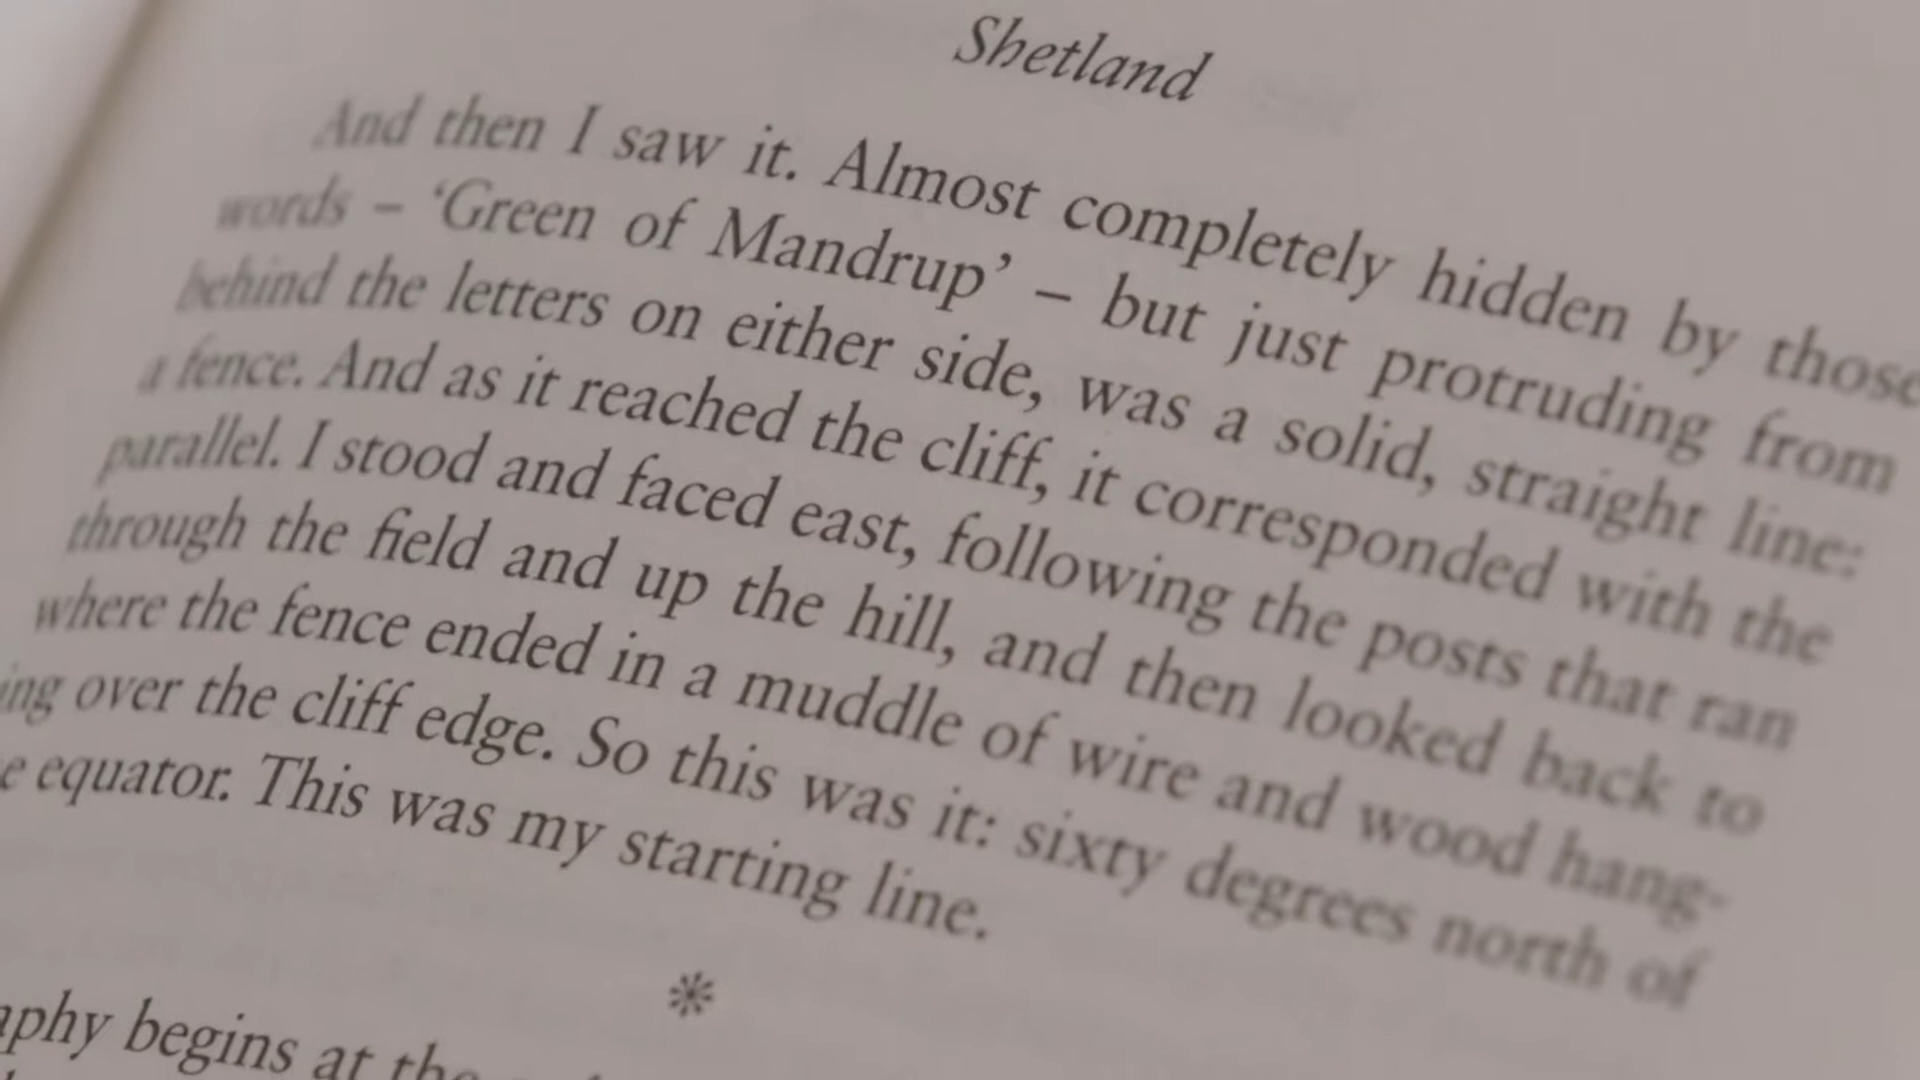 Shetland
And then I saw it. Almost completely hidden by those
words – ‘Green of Mandrup’ – but just protruding from
behind the letters on either side, was a solid, straight line:
a fence. And as it reached the cliff, it corresponded with the
parallel. I stood and faced east, following the posts that ran
through the field and up the hill, and then looked back to
where the fence ended in a muddle of wire and wood hang-
ing over the cliff edge. So this was it: sixty degrees north of
e equator. This was my starting line.
*
aphy begins at the